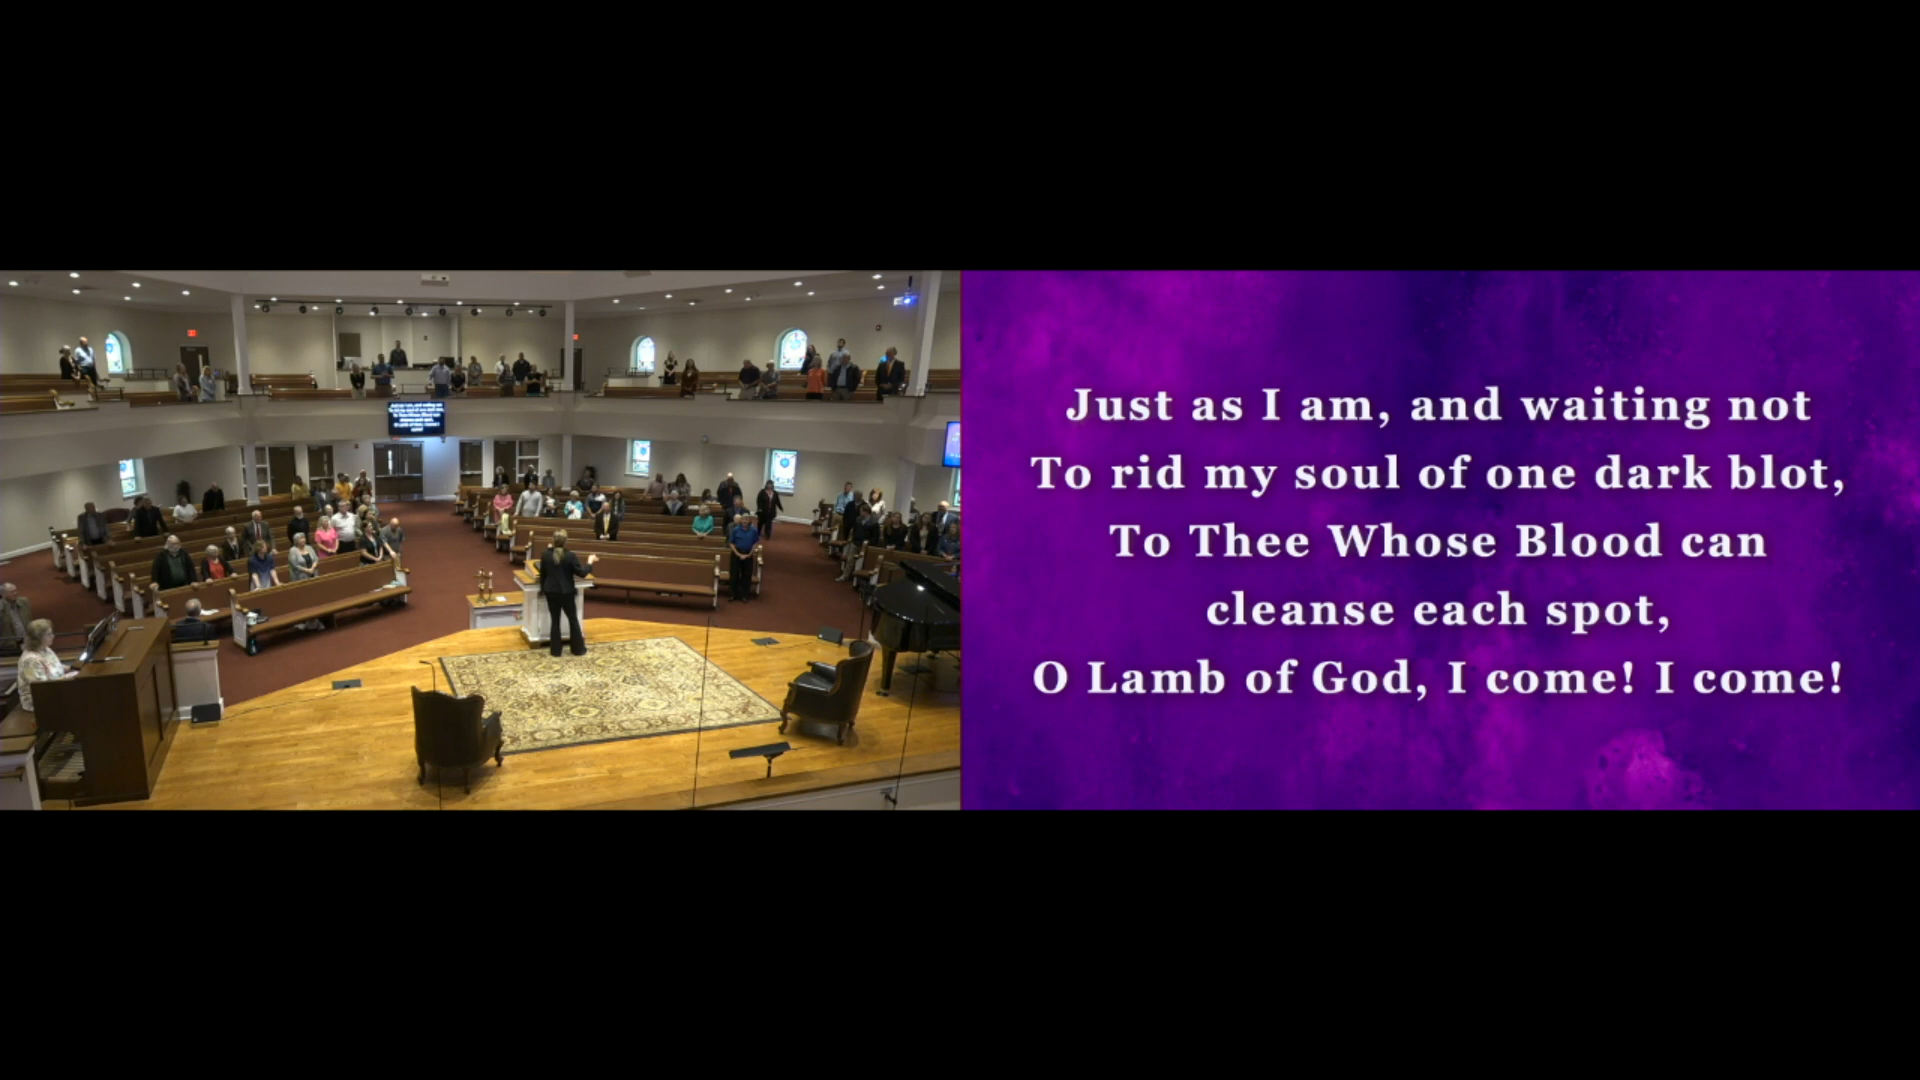 Just as I am, and waiting not
To rid my soul of one dark blot,
To Thee Whose Blood can
cleanse each spot,
O Lamb of God, I come! I come!